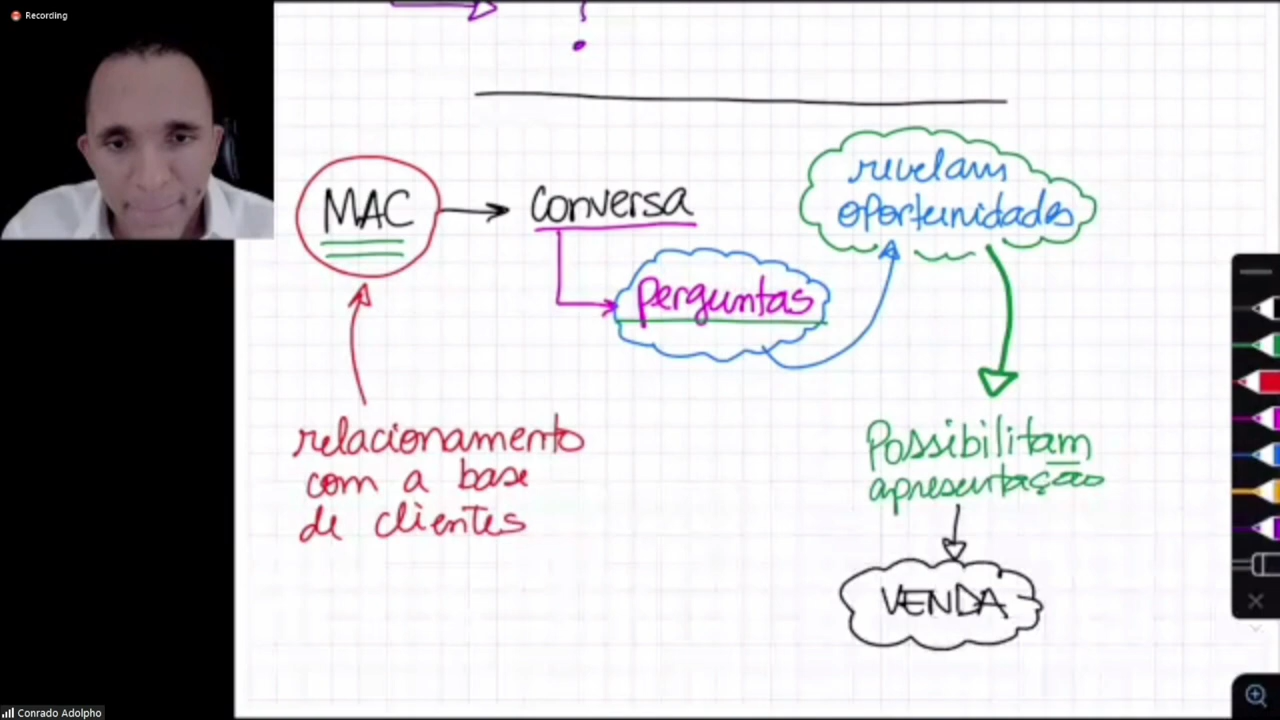 Recording
MAC
conversa
revelam
oportunidades
perguntas
relacionamento
com a base
de clientes
Possibilitam
apresentação
VENDA
Conrado Adolpho